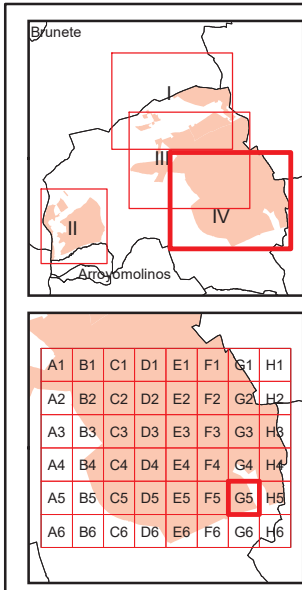 Brunete
I
III
IV
II
Arroyomolinos
A1 B1 C1 D1 E1 F1 G1 H1
A2 B2 C2 D2 E2 F2 G2 H2
A3 B3 C3 D3 E3 F3 G3 H3
A4 B4 C4 D4 E4 F4 G4 H4
A5 B5 C5 D5 E5 F5 G5 H5
A6 B6 C6 D6 E6 F6 G6 H6